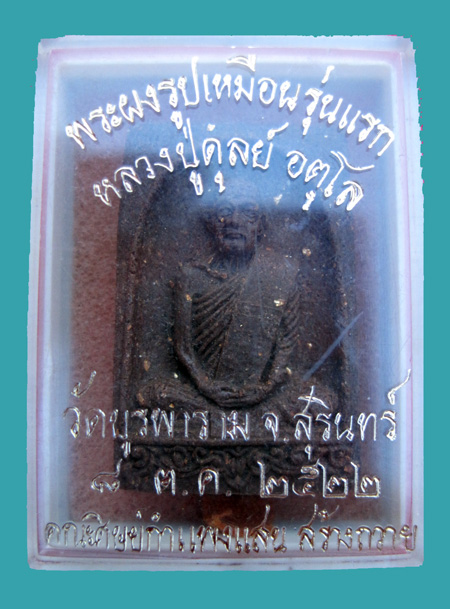 พระผงรูปเหมือนรุ่นแรก
หลวงปู่ดุลย์ อตุโล
วัดบูรพาราม จ.สุรินทร์
๘ ต.ค. ๒๕๒๒
คณะศิษย์กำแพงแสน สร้างถวาย